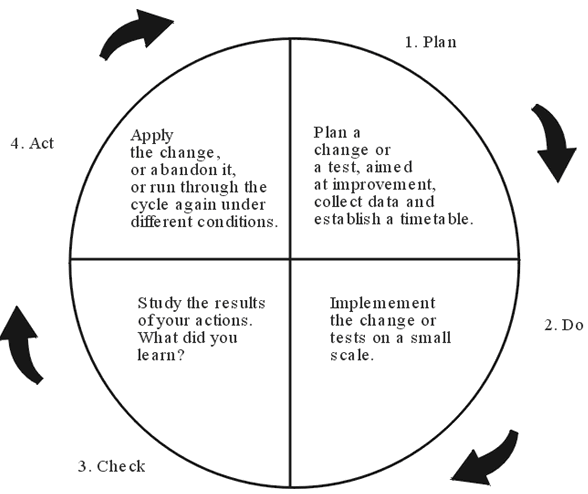 1. Plan
Plan a
change or
a test, aimed
at improvement,
collect data and
establish a timetable.
2. Do
Implemement
the change or
tests on a small
scale.
3. Check
Study the results
of your actions.
What did you
learn?
4. Act
Apply
the change,
or abandon it,
or run through the
cycle again under
different conditions.